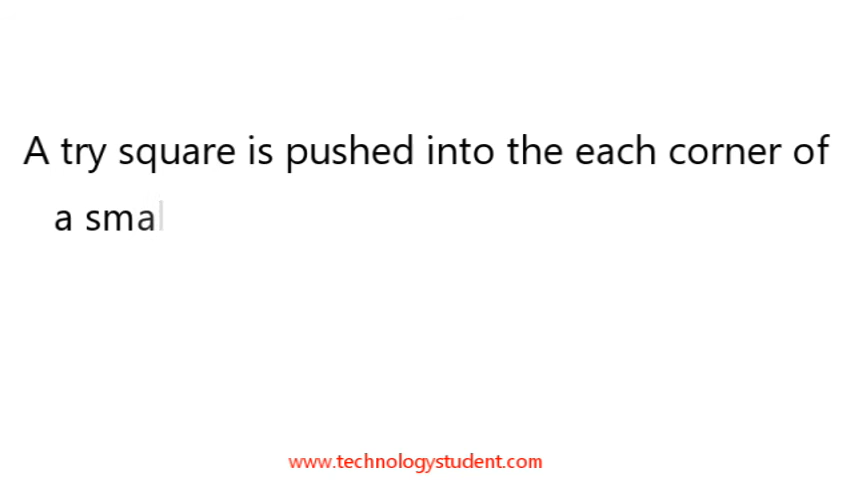 A try square is pushed into the each corner of
a smal
www.technologystudent.com